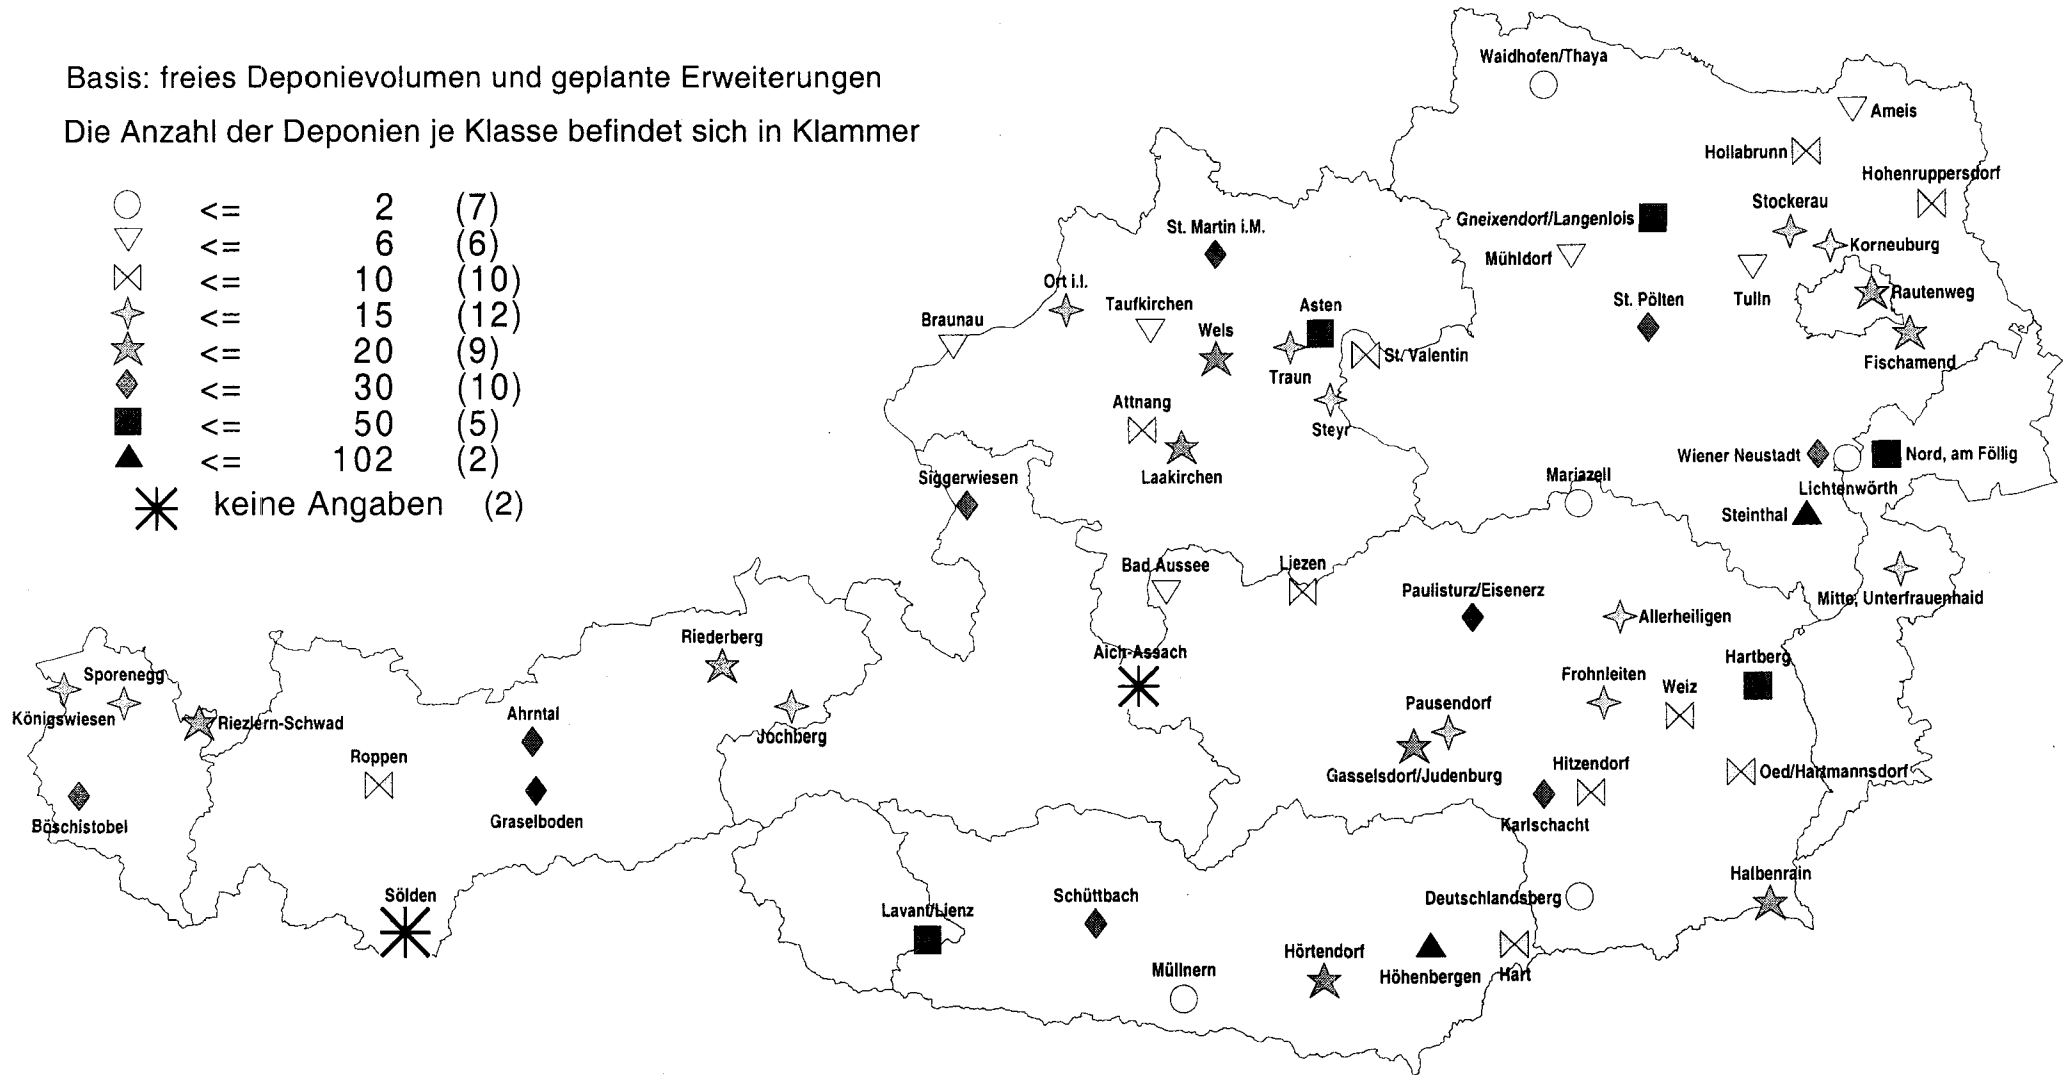 Basis: freies Deponievolumen und geplante Erweiterungen
Die Anzahl der Deponien je Klasse befindet sich in Klammer
<= 2 (7)
<= 6 (6)
<= 10 (10)
<= 15 (12)
<= 20 (9)
<= 30 (10)
<= 50 (5)
<= 102 (2)
keine Angaben (2)
Waidhofen/Thaya
Ameis
Hollabrunn
Hohenruppersdorf
Stockerau
Gneixendorf/Langenlois
St. Martin i.M.
Korneuburg
Mühldorf
Ort i.I.
Tulln
Rautenweg
St. Pölten
Taufkirchen
Asten
Braunau
Wels
St. Valentin
Fischamend
Traun
Attnang
Steyr
Wiener Neustadt
Nord, am Föllig
Laakirchen
Siggerwiesen
Mariazell
Lichtenwörth
Steinthal
Bad Aussee
Liezen
Paulisturz/Eisenerz
Mitte, Unterfrauenhaid
Allerheiligen
Riederberg
Aich-Assach
Hartberg
Sporenegg
Frohnleiten
Weiz
Königswiesen
Riezlern-Schwad
Ahrntal
Jochberg
Pausendorf
Roppen
Hitzendorf
Gasselsdorf/Judenburg
Oed/Hartmannsdorf
Böschistobel
Graselboden
Karlschacht
Halbenrain
Sölden
Schüttbach
Deutschlandsberg
Lavant/Lienz
Hörtendorf
Müllnern
Höhenbergen
Hart